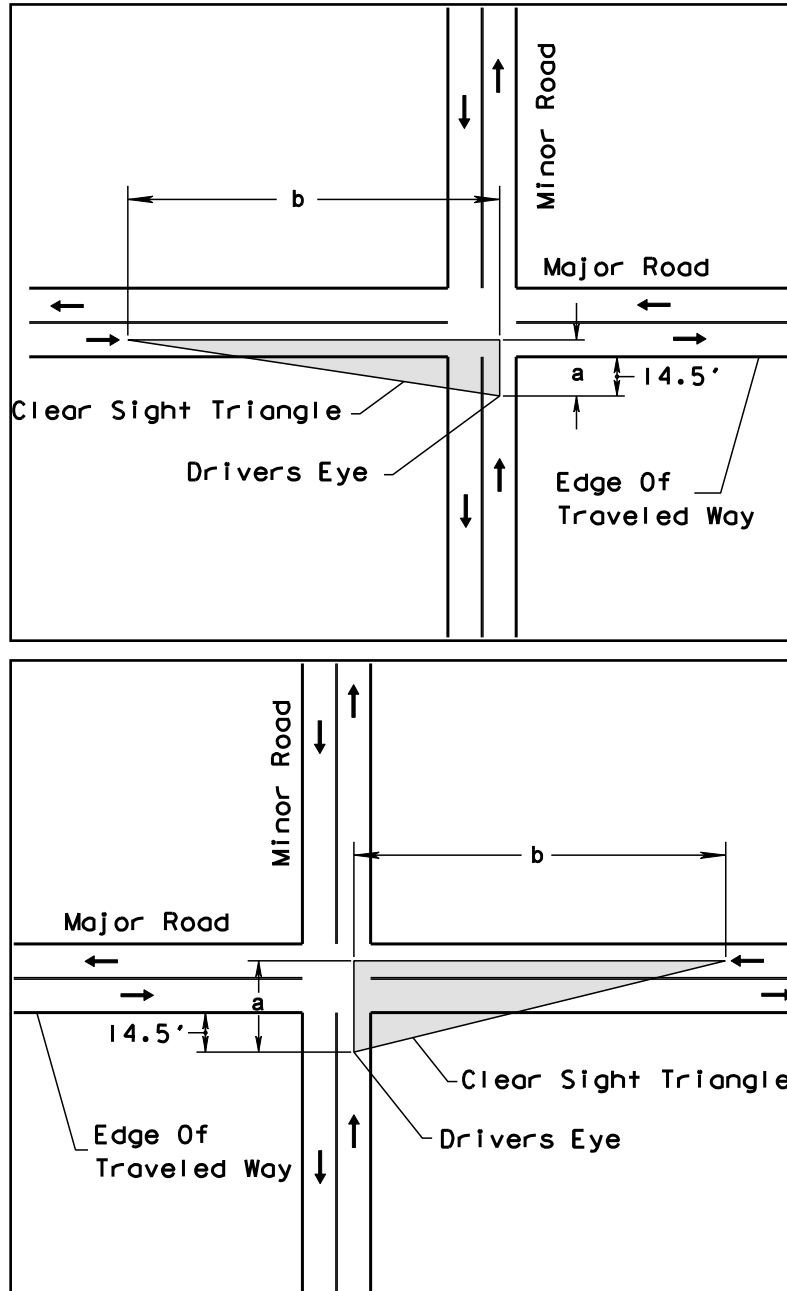 Minor Road
b
Major Road
a
14.5'
Clear Sight Triangle
Drivers Eye
Edge Of
Traveled Way
Minor Road
b
Major Road
a
14.5'
Clear Sight Triangle
Edge Of
Traveled Way
Drivers Eye